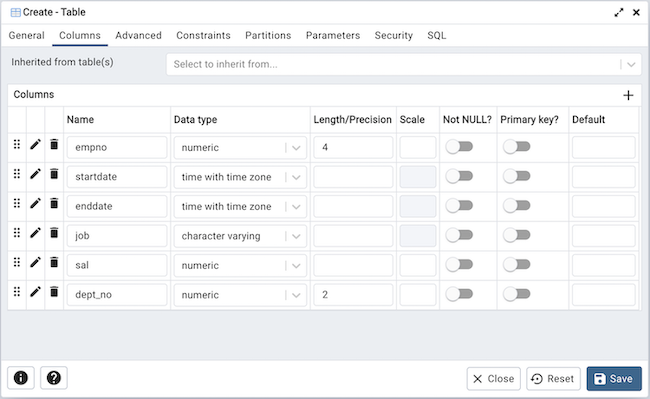 Create - Table
General Columns Advanced Constraints Partitions Parameters Security SQL
Inherited from table(s) Select to inherit from...
Columns
Name Data type Length/Precision Scale Not NULL? Primary key? Default
empno numeric 4
startdate time with time zone
enddate time with time zone
job character varying
sal numeric
dept_no numeric 2
Close Reset Save